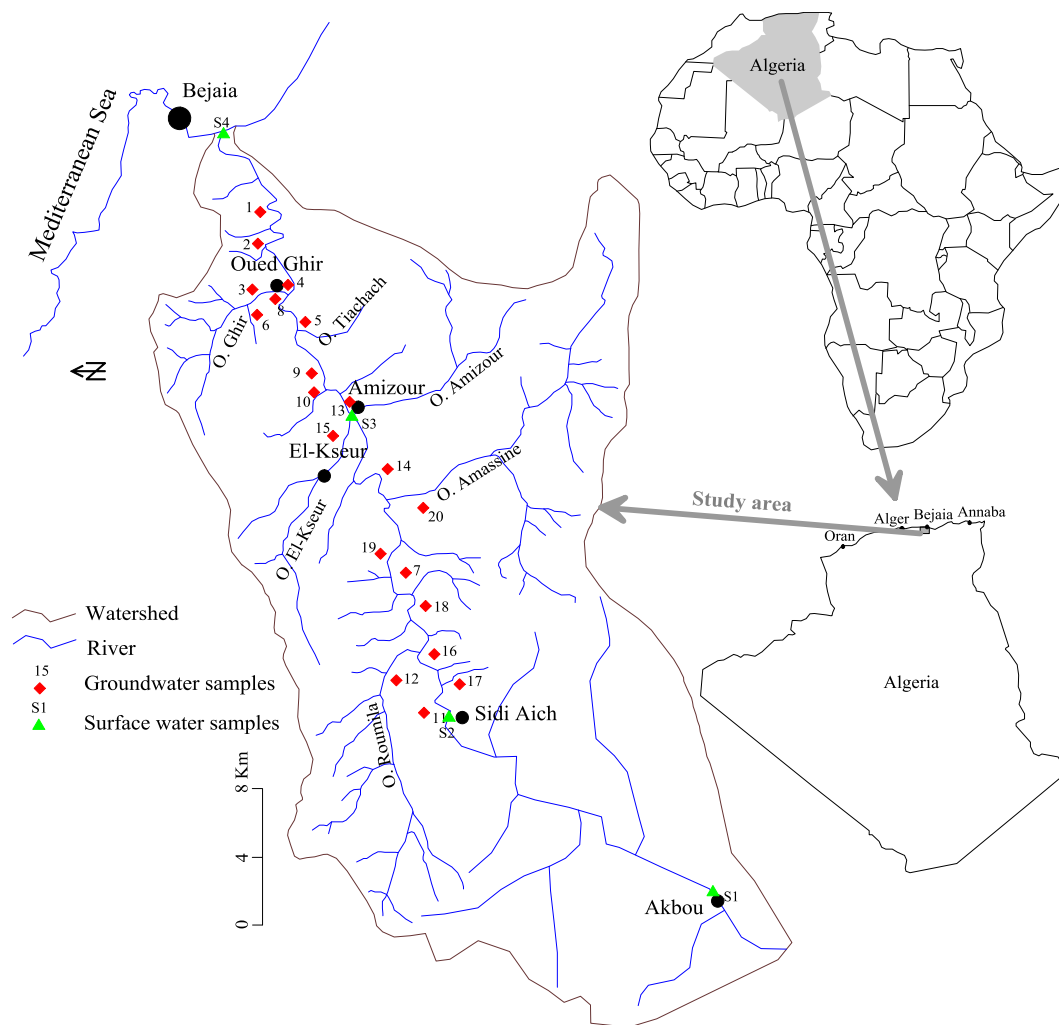 Bejaia
S4
Mediterranean Sea
1
2
Oued Ghir
3
4
8
6
5
O. Ghir
O. Tiachach
N
9
10
Amizour
13
S3
O. Amizour
15
El-Kseur
14
O. Amassine
20
O. El-Kseur
19
7
18
16
12
17
11
S2
Sidi Aich
O. Roumila
Akbou
S1
Watershed
River
15
Groundwater samples
S1
Surface water samples
8 Km
4
0
Algeria
Study area
Oran
Alger
Bejaia
Annaba
Algeria